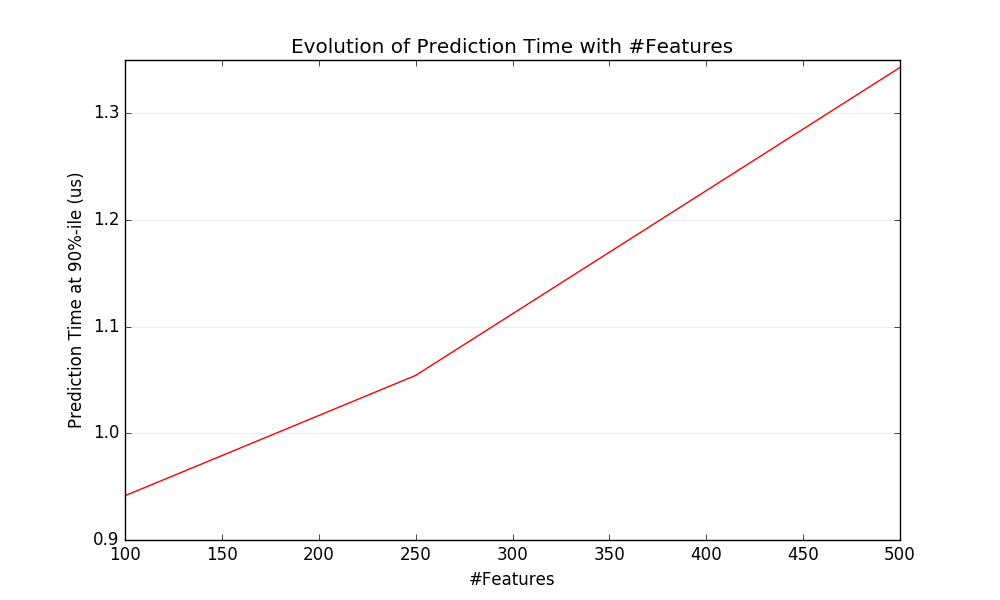 Evolution of Prediction Time with #Features
Prediction Time at 90%-ile (us)
1.3
1.2
1.1
1.0
0.9
100 150 200 250 300 350 400 450 500
#Features